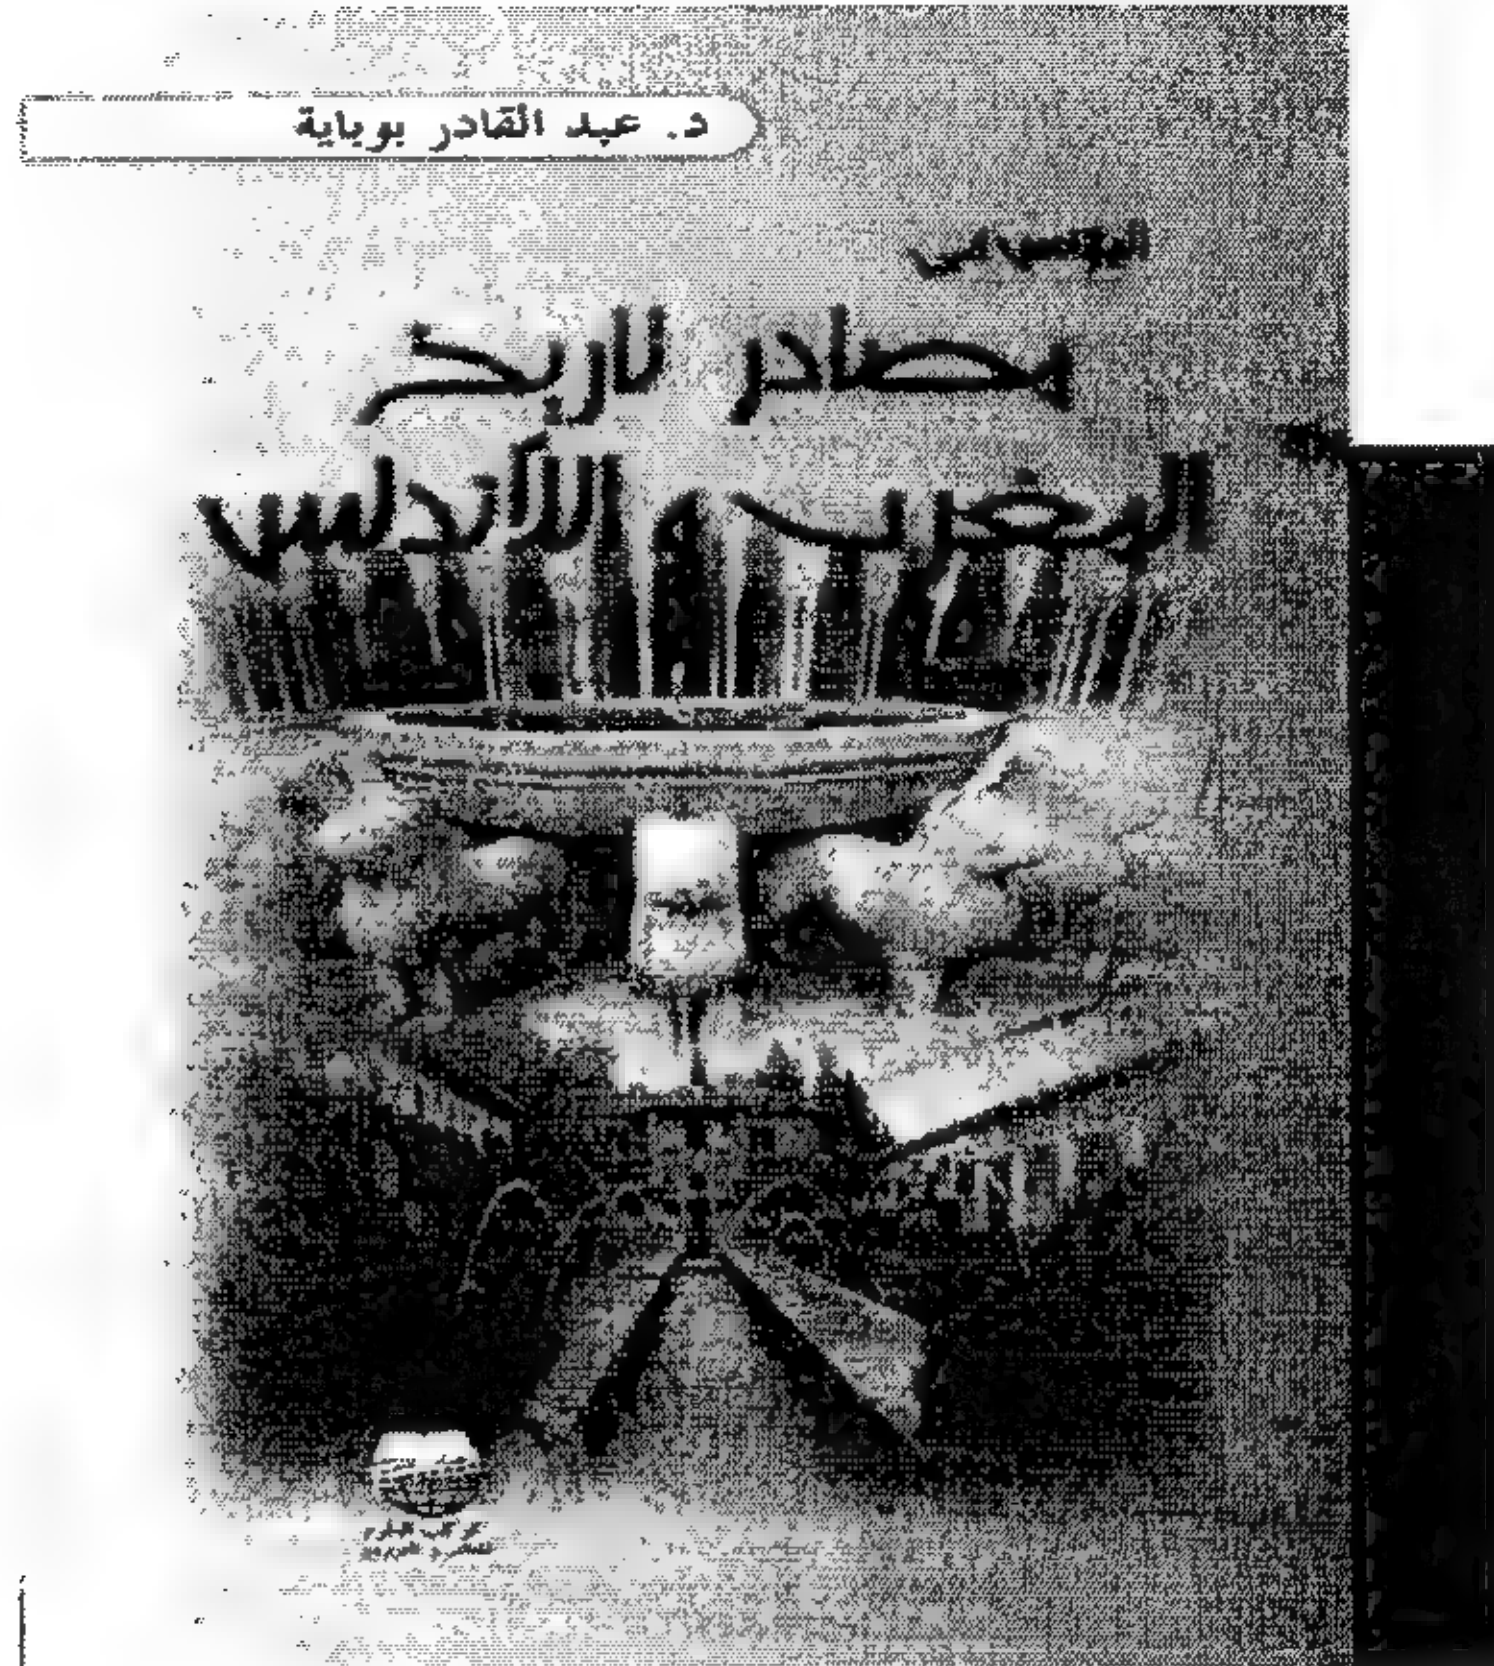 د. عبد القادر بوباية
مصادر تاريخ
المغرب و الأندلس